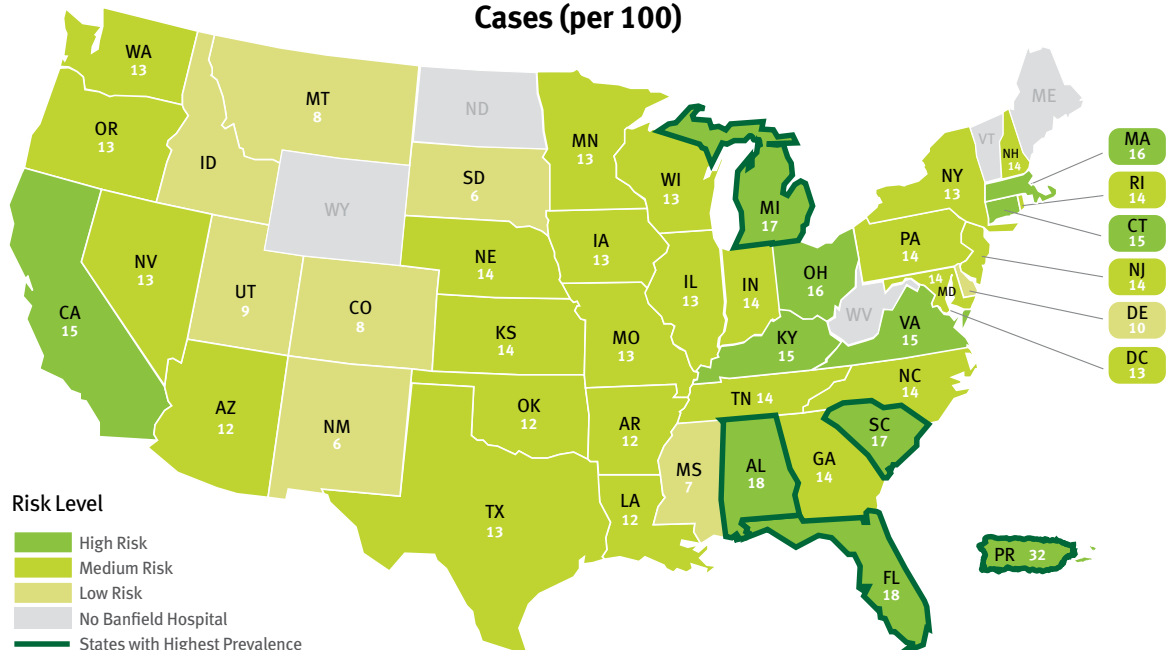 Cases (per 100)
WA
13
OR
13
ID
MT
8
ND
MN
13
WI
13
SD
6
WY
NE
14
IA
13
MI
17
NV
13
UT
9
CO
8
CA
15
KS
14
MO
13
IL
13
IN
14
OH
16
KY
15
WV
VA
15
PA
14
NY
13
VT
NH
14
ME
MA
16
RI
14
CT
15
NJ
14
DE
10
DC
13
14
MD
AZ
12
NM
6
OK
12
AR
12
TN 14
NC
14
SC
17
MS
7
AL
18
GA
14
TX
13
LA
12
FL
18
PR 32
Risk Level
High Risk
Medium Risk
Low Risk
No Banfield Hospital
States with Highest Prevalence